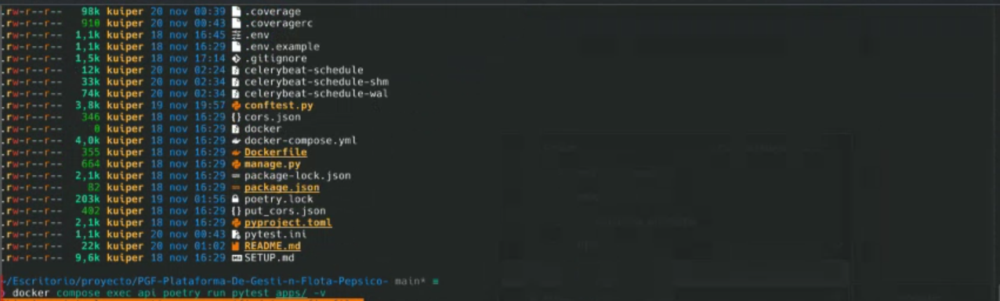 .rw-r--r-- 98k kuiper 20 nov 00:39 .coverage
.rw-r--r-- 910 kuiper 20 nov 00:43 .coveragerc
.rw-r--r-- 1,1k kuiper 18 nov 16:45 .env
.rw-r--r-- 1,1k kuiper 18 nov 16:29 .env.example
.rw-r--r-- 1,5k kuiper 18 nov 17:14 .gitignore
.rw-r--r-- 12k kuiper 20 nov 02:24 celerybeat-schedule
.rw-r--r-- 33k kuiper 20 nov 02:34 celerybeat-schedule-shm
.rw-r--r-- 74k kuiper 20 nov 02:34 celerybeat-schedule-wal
.rw-r--r-- 3,8k kuiper 19 nov 19:57 conftest.py
.rw-r--r-- 346 kuiper 18 nov 16:29 {} cors.json
.rw-r--r-- 0 kuiper 18 nov 16:29 docker
.rw-r--r-- 4,0k kuiper 18 nov 16:29 docker-compose.yml
.rw-r--r-- 355 kuiper 18 nov 16:29 Dockerfile
.rw-r--r-- 664 kuiper 18 nov 16:29 manage.py
.rw-r--r-- 2,1k kuiper 18 nov 16:29 package-lock.json
.rw-r--r-- 82 kuiper 18 nov 16:29 package.json
.rw-r--r-- 203k kuiper 19 nov 01:56 poetry.lock
.rw-r--r-- 402 kuiper 18 nov 16:29 {} put_cors.json
.rw-r--r-- 2,1k kuiper 18 nov 16:29 pyproject.toml
.rw-r--r-- 1,1k kuiper 20 nov 00:43 pytest.ini
.rw-r--r-- 22k kuiper 20 nov 01:02 README.md
.rw-r--r-- 9,6k kuiper 18 nov 16:29 SETUP.md
~/Escritorio/proyecto/PGF-Plataforma-De-Gesti-n-Flota-Pepsico- main* ≡
❯ docker compose exec api poetry run pytest apps/ -v